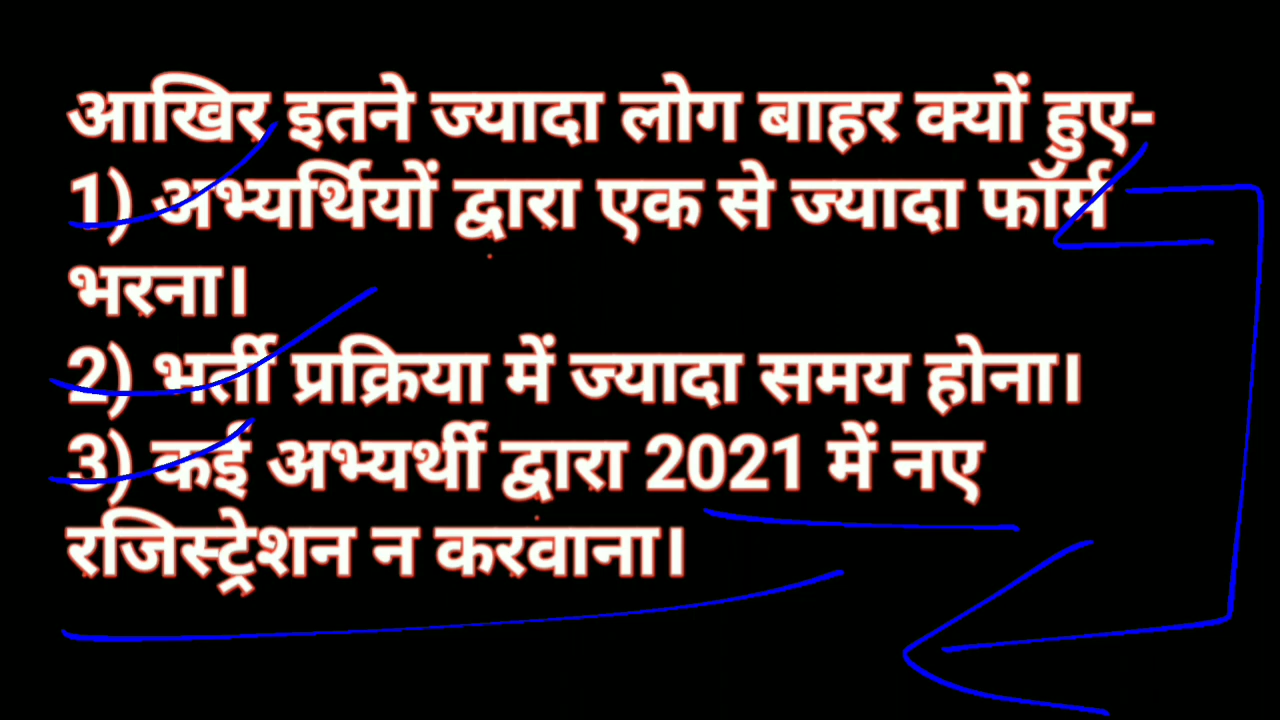 आखिर इतने ज्यादा लोग बाहर क्यों हुए-
1) अभ्यर्थियों द्वारा एक से ज्यादा फॉर्म
भरना।
2) भर्ती प्रक्रिया में ज्यादा समय होना।
3) कई अभ्यर्थी द्वारा 2021 में नए
रजिस्ट्रेशन न करवाना।